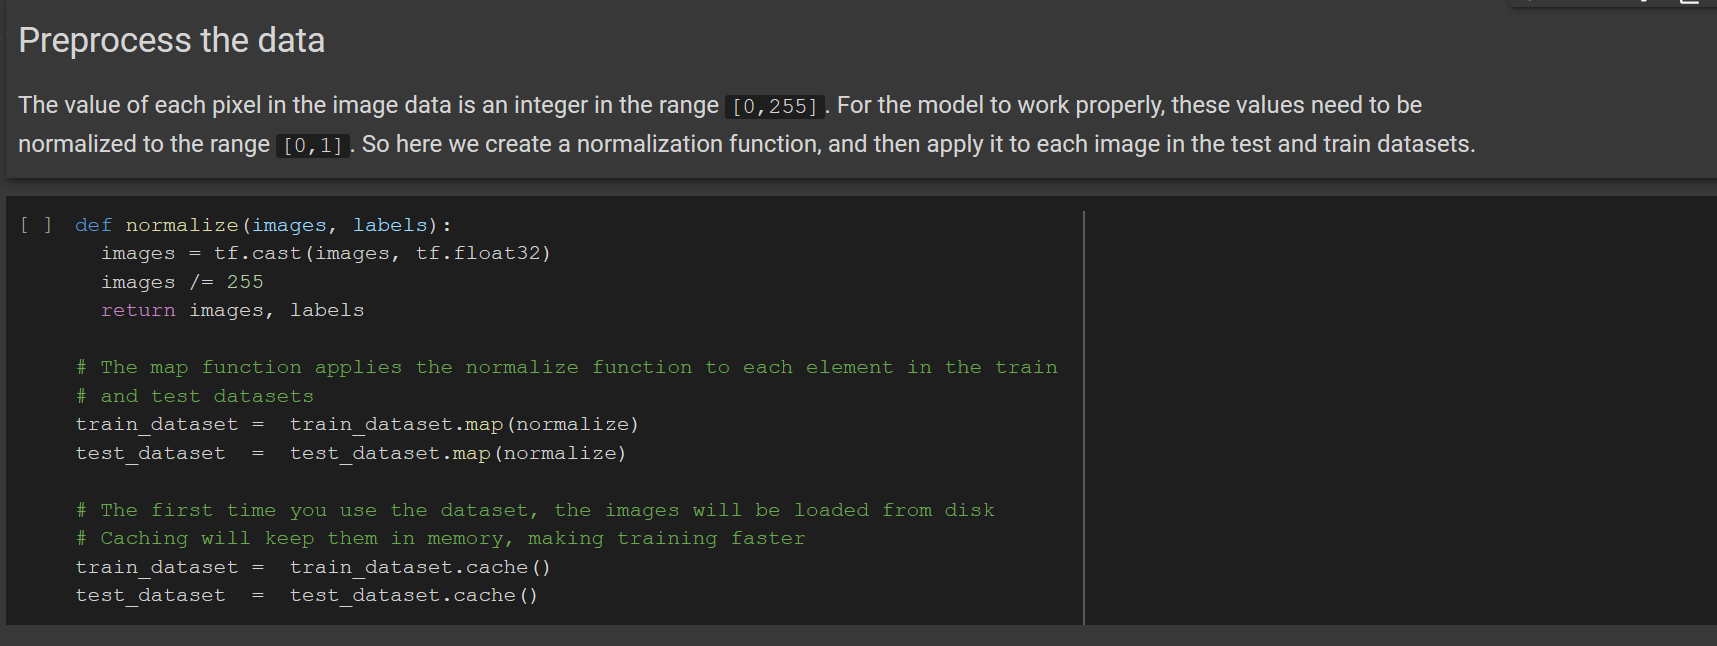 Preprocess the data
The value of each pixel in the image data is an integer in the range [0,255]. For the model to work properly, these values need to be
normalized to the range [0,1]. So here we create a normalization function, and then apply it to each image in the test and train datasets.
[ ] def normalize(images, labels):
  images = tf.cast(images, tf.float32)
  images /= 255
  return images, labels
# The map function applies the normalize function to each element in the train
# and test datasets
train_dataset =  train_dataset.map(normalize)
test_dataset  =  test_dataset.map(normalize)
# The first time you use the dataset, the images will be loaded from disk
# Caching will keep them in memory, making training faster
train_dataset =  train_dataset.cache()
test_dataset  =  test_dataset.cache()